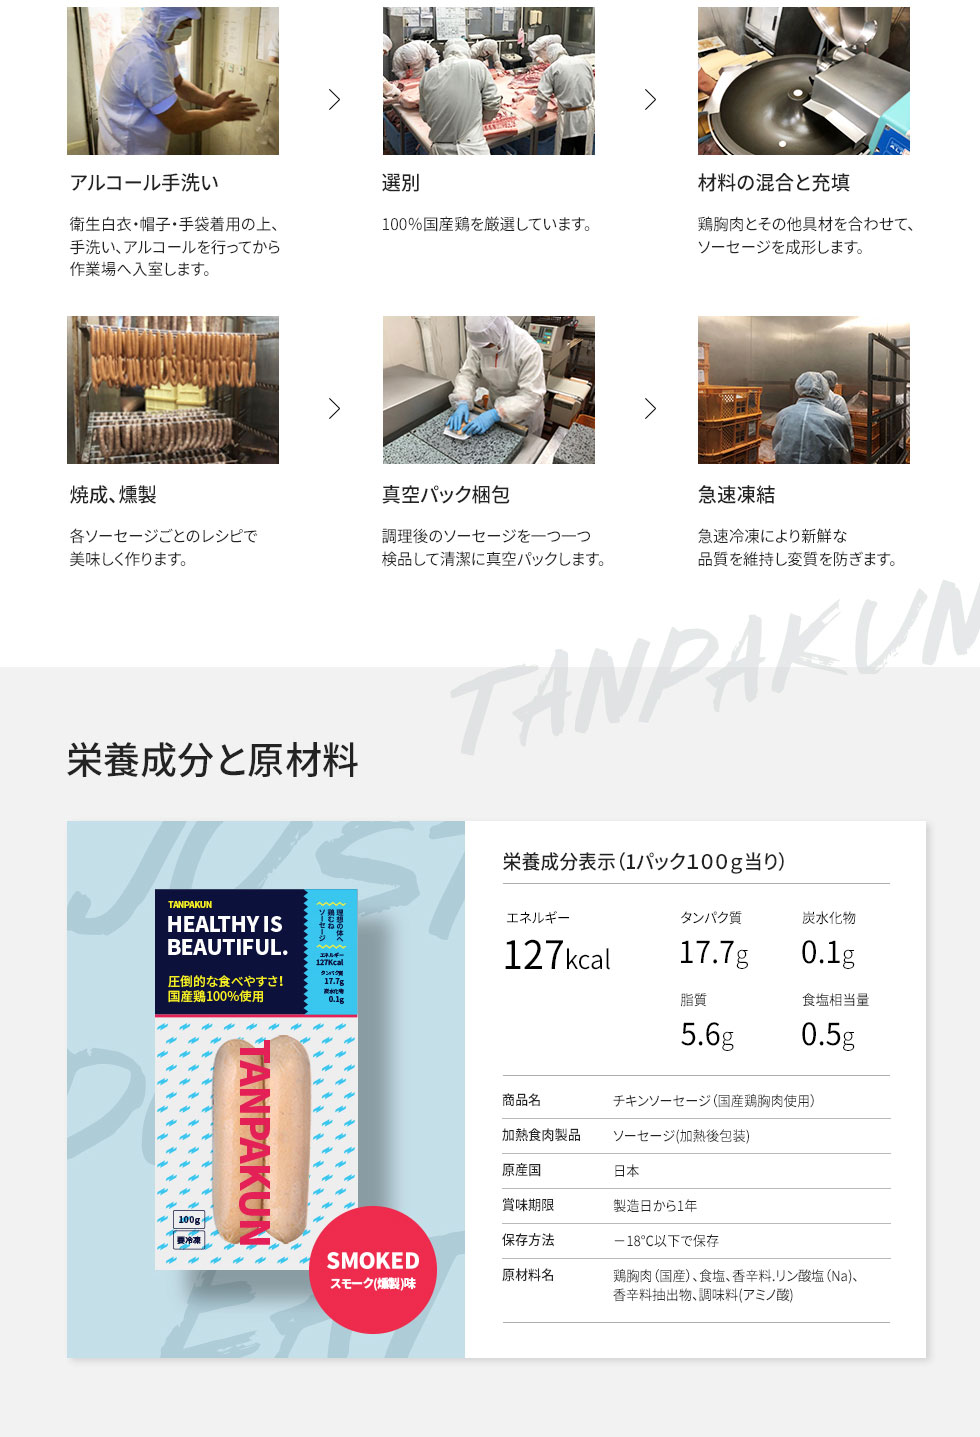 アルコール手洗い
衛生白衣・帽子・手袋着用の上、
手洗い、アルコールを行ってから
作業場へ入室します。
選別
100%国産鶏を厳選しています。
材料の混合と充填
鶏胸肉とその他具材を合わせて、
ソーセージを成形します。
焼成、燻製
各ソーセージごとのレシピで
美味しく作ります。
真空パック梱包
調理後のソーセージを一つ一つ
検品して清潔に真空パックします。
急速凍結
急速冷凍により新鮮な
品質を維持し変質を防ぎます。
TANPAKUN
栄養成分と原材料
JUST
EAT
TANPAKUN
HEALTHY IS
BEAUTIFUL.
圧倒的な食べやすさ!
国産鶏100%使用
理想の体へ
鶏むね
ソーセージ
エネルギー
127Kcal
タンパク質
17.7g
炭水化物
0.1g
TANPAKUN
100g
要冷凍
SMOKED
スモーク(燻製)味
栄養成分表示(1パック100g当り)
エネルギー
127kcal
タンパク質
17.7g
炭水化物
0.1g
脂質
5.6g
食塩相当量
0.5g
商品名 チキンソーセージ(国産鶏胸肉使用)
加熱食肉製品 ソーセージ(加熱後包装)
原産国 日本
賞味期限 製造日から1年
保存方法 －18℃以下で保存
原材料名 鶏胸肉(国産)、食塩、香辛料.リン酸塩(Na)、
香辛料抽出物、調味料(アミノ酸)